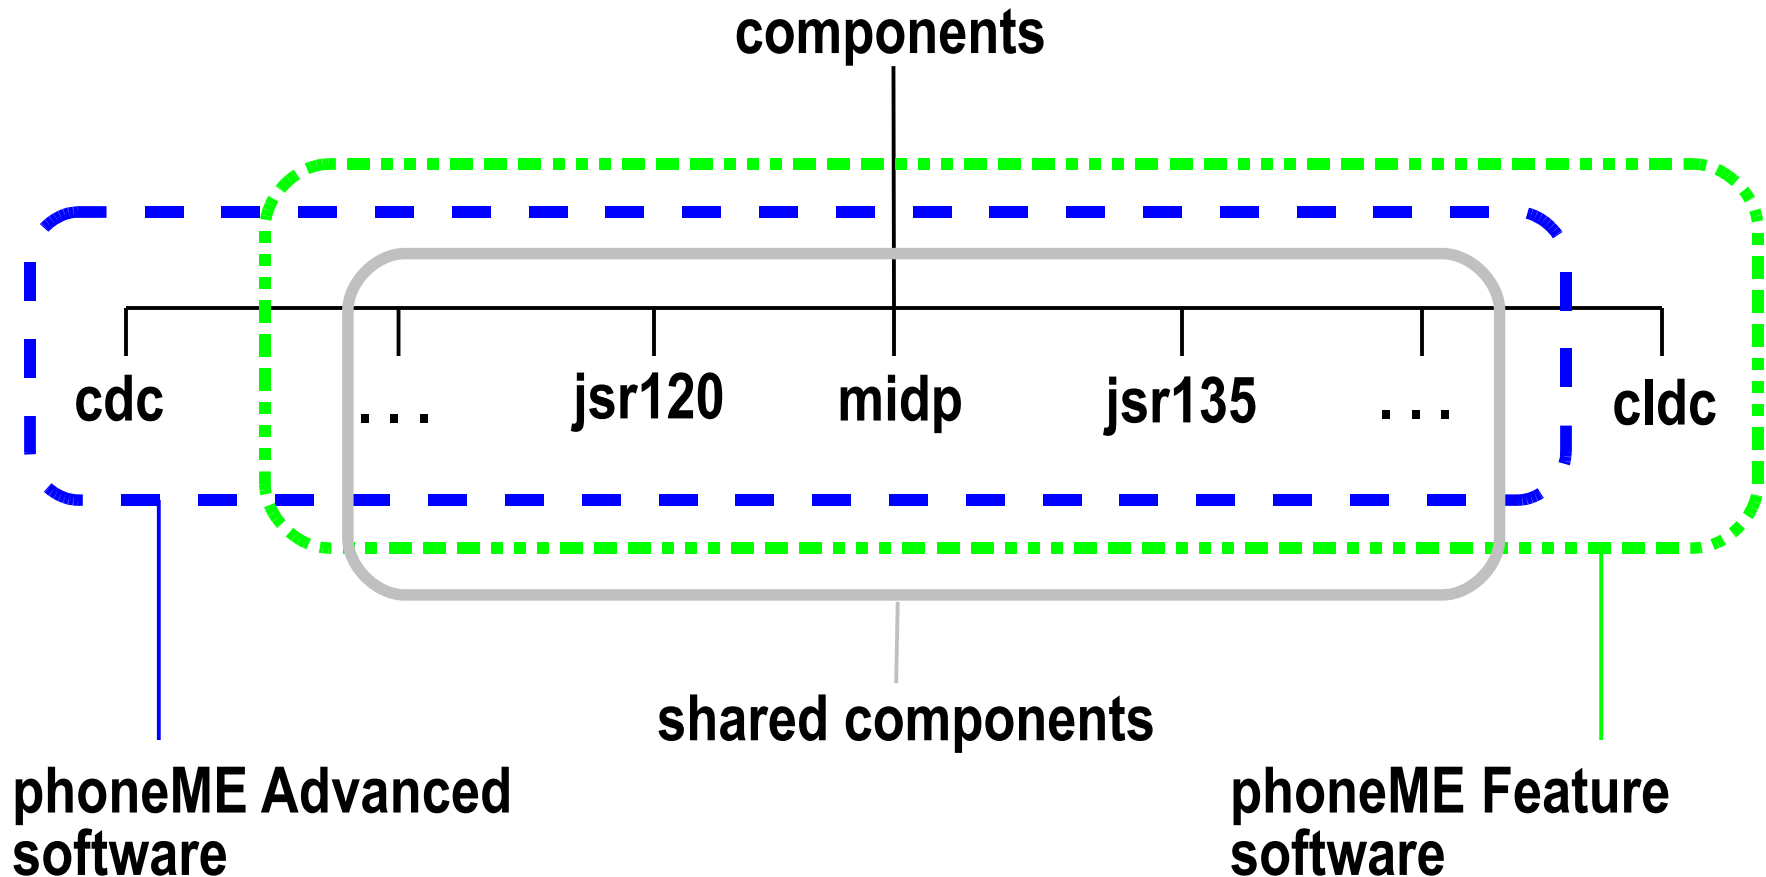 components
cdc ... jsr120 midp jsr135 ... cldc
shared components
phoneME Advanced
software
phoneME Feature
software